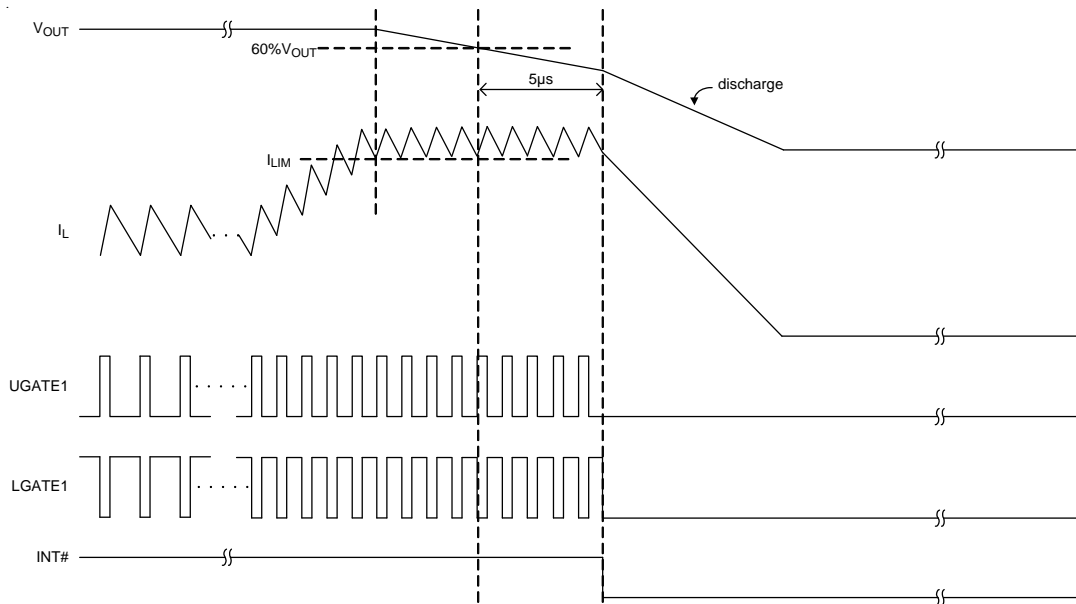 VOUT
60%VOUT
5µs
discharge
ILIM
IL
UGATE1
LGATE1
INT#